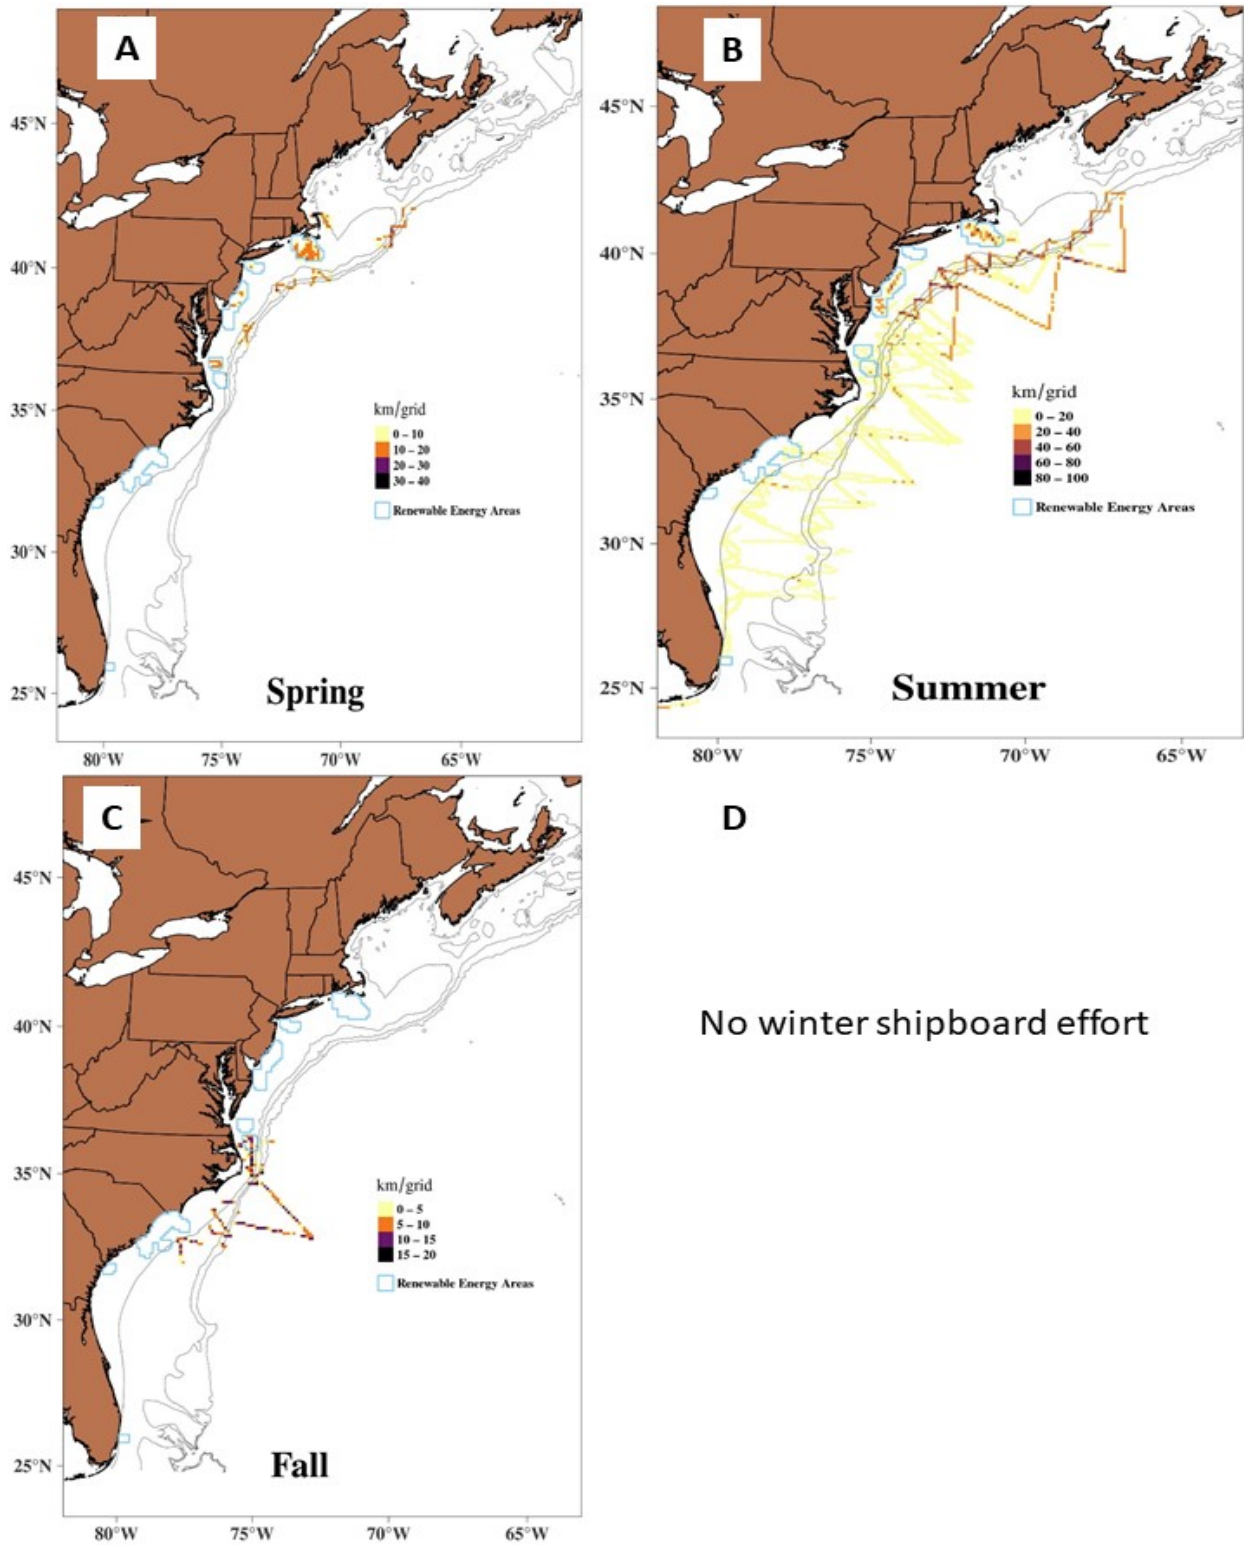 A
45°N
40°N
35°N
30°N
25°N
km/grid
0 – 10
10 – 20
20 – 30
30 – 40
Renewable Energy Areas
Spring
80°W 75°W 70°W 65°W
B
45°N
40°N
35°N
30°N
25°N
km/grid
0 – 20
20 – 40
40 – 60
60 – 80
80 – 100
Renewable Energy Areas
Summer
80°W 75°W 70°W 65°W
C
45°N
40°N
35°N
30°N
25°N
km/grid
0 – 5
5 – 10
10 – 15
15 – 20
Renewable Energy Areas
Fall
80°W 75°W 70°W 65°W
D
No winter shipboard effort